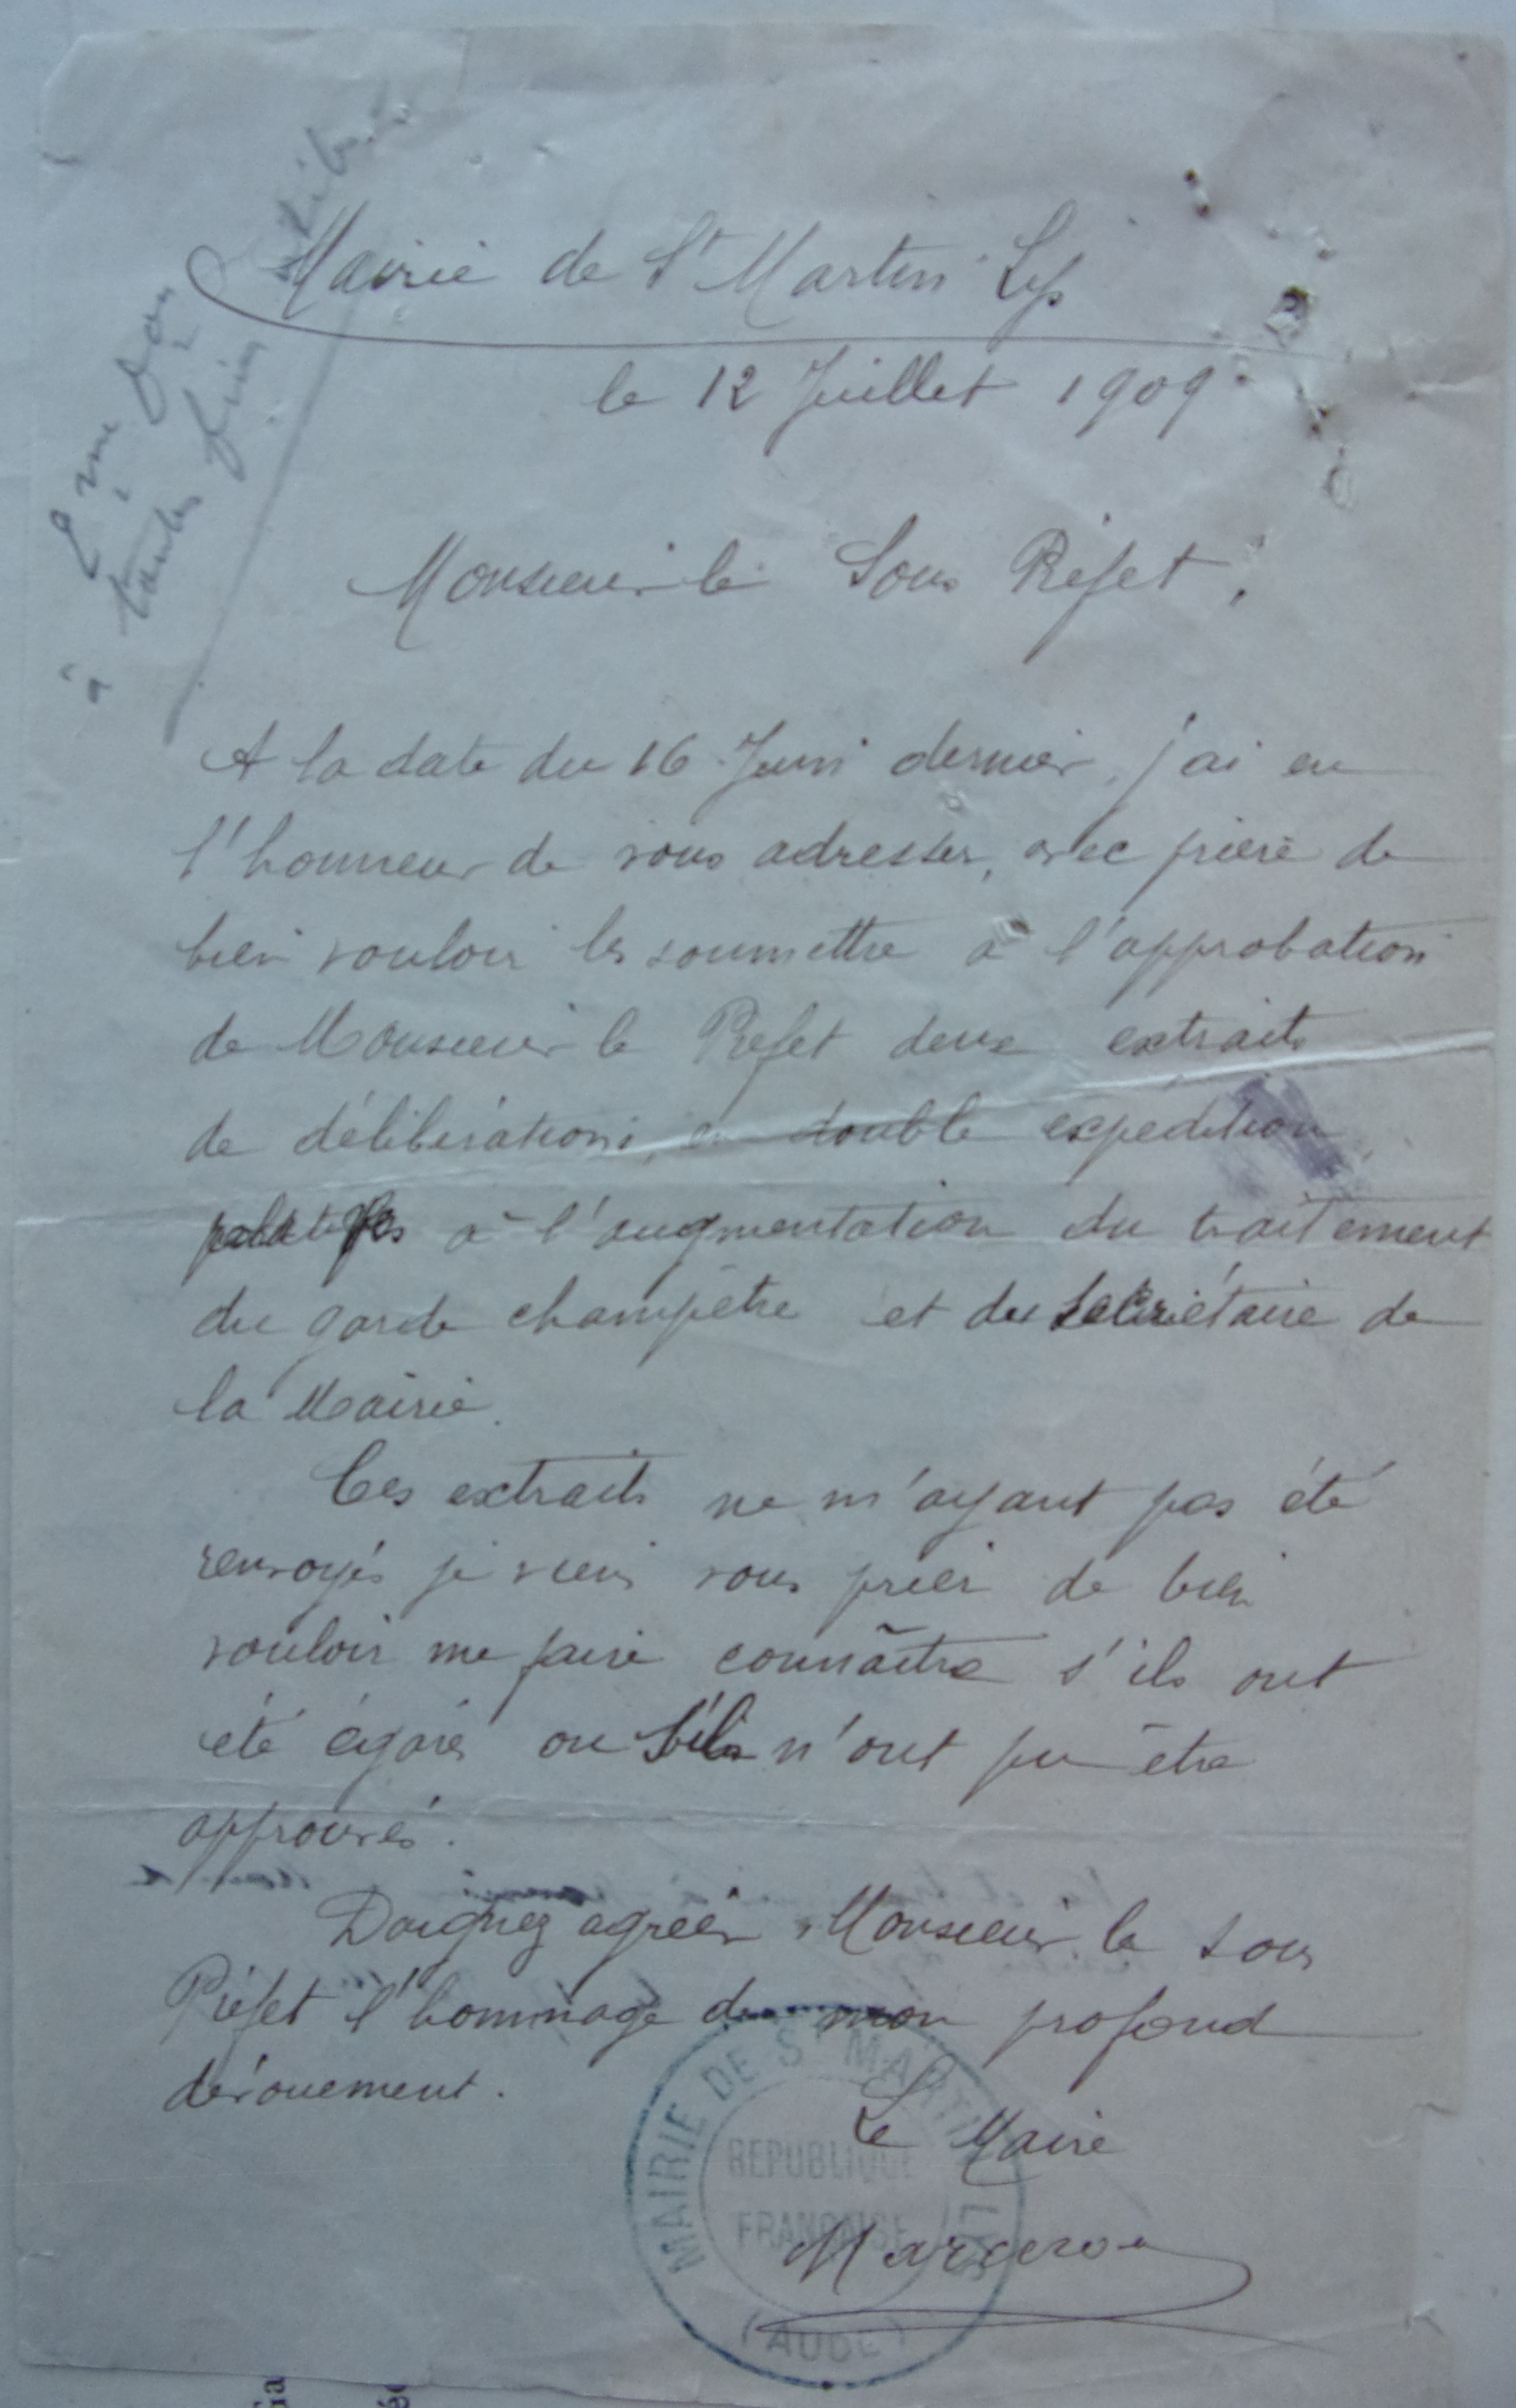 Mairie de St Martin Lys
le 12 Juillet 1909
Monsieur le Sous Préfet,
A la date du 16 Juin dernier, j'ai eu
l'honneur de vous adresser, avec prière de
bien vouloir les soumettre à l'approbation
de Monsieur le Préfet deux extraits
de délibérations, en double expédition,
relatifs à l'augmentation du traitement
du garde champêtre et du Secrétaire de
la Mairie.
Ces extraits ne m'ayant pas été
renvoyés je viens vous prier de bien
vouloir me faire connaître s'ils ont
été égarés ou s'ils n'ont pu être
approuvés.
Daignez agréer, Monsieur le Sous
Préfet l'hommage de mon profond
dévouement.
Le Maire
Marcerou
MAIRIE DE St MARTIN LYS
REPUBLIQUE
FRANÇAISE
(AUDE)
à toutes fins